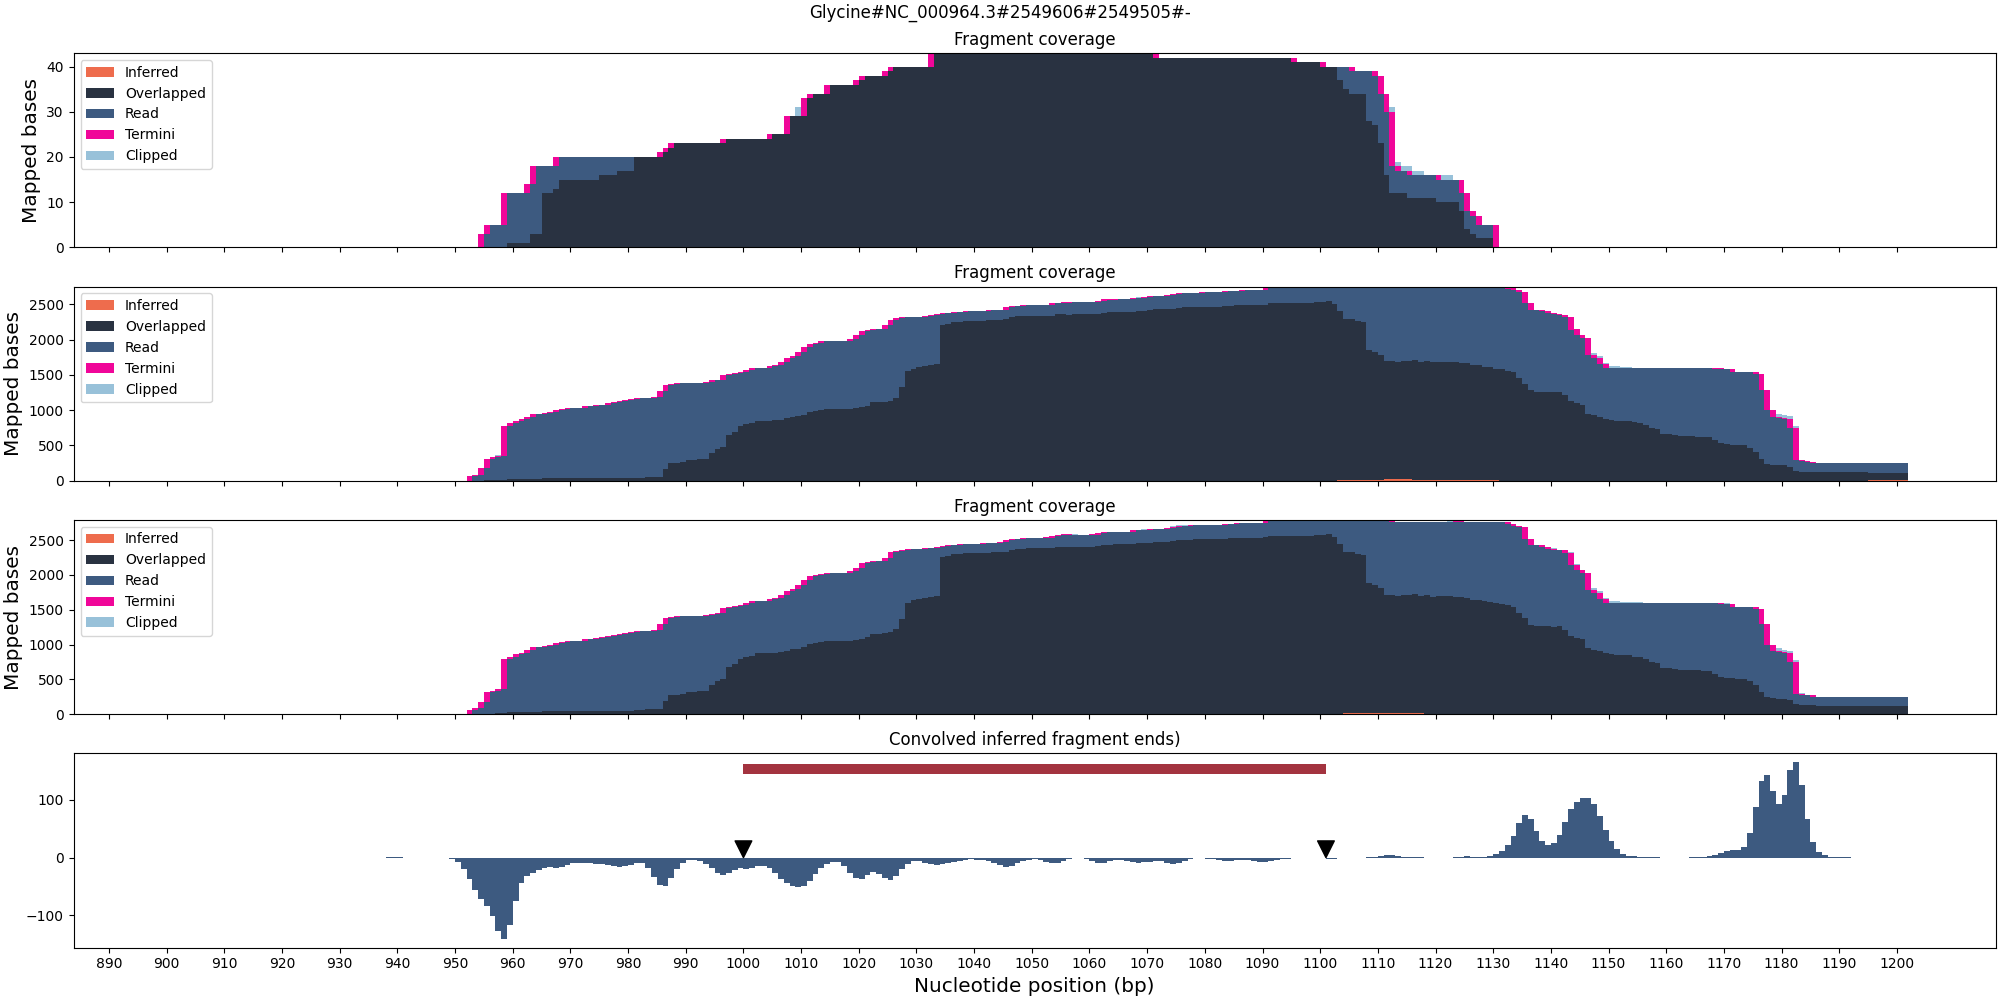 Glycine#NC_000964.3#2549606#2549505#-
Fragment coverage
Mapped bases
40
30
20
10
0
Inferred
Overlapped
Read
Termini
Clipped
Fragment coverage
Mapped bases
2500
2000
1500
1000
500
0
Inferred
Overlapped
Read
Termini
Clipped
Fragment coverage
Mapped bases
2500
2000
1500
1000
500
0
Inferred
Overlapped
Read
Termini
Clipped
Convolved inferred fragment ends)
100
0
−100
890 900 910 920 930 940 950 960 970 980 990 1000 1010 1020 1030 1040 1050 1060 1070 1080 1090 1100 1110 1120 1130 1140 1150 1160 1170 1180 1190 1200
Nucleotide position (bp)